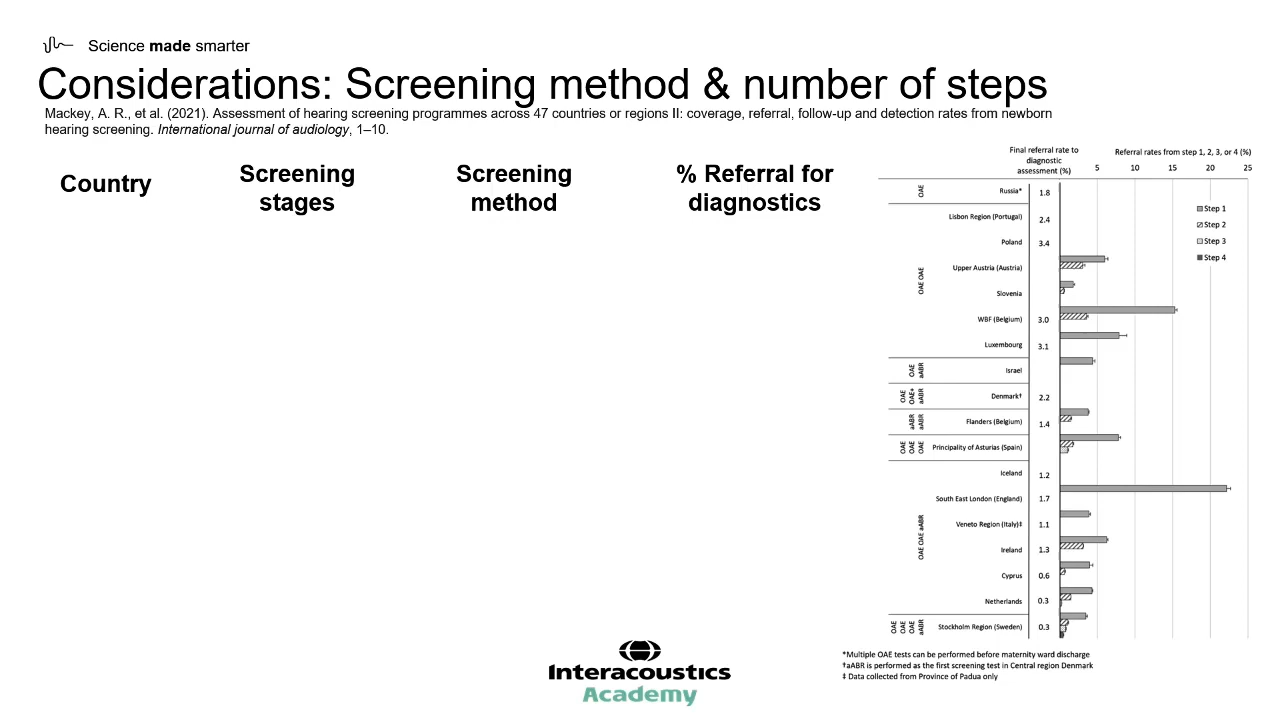 Science made smarter
Considerations: Screening method & number of steps
Mackey, A. R., et al. (2021). Assessment of hearing screening programmes across 47 countries or regions II: coverage, referral, follow-up and detection rates from newborn
hearing screening. International journal of audiology, 1–10.
Country
Screening
stages
Screening
method
% Referral for
diagnostics
Final referral rate to
diagnostic
assessment (%)
Referral rates from step 1, 2, 3, or 4 (%)
5 10 15 20 25
Step 1
Step 2
Step 3
Step 4
OAE
Russia* 1.8
OAE OAE
Lisbon Region (Portugal) 2.4
Poland 3.4
Upper Austria (Austria)
Slovenia
WBF (Belgium) 3.0
Luxembourg 3.1
OAE
aABR
Israel
OAE
OAE+
aABR
Denmark† 2.2
aABR
aABR
Flanders (Belgium) 1.4
OAE
OAE
OAE
Principality of Asturias (Spain)
OAE OAE aABR
Iceland 1.2
South East London (England) 1.7
Veneto Region (Italy)‡ 1.1
Ireland 1.3
Cyprus 0.6
Netherlands 0.3
OAE
OAE
OAE
aABR
Stockholm Region (Sweden) 0.3
*Multiple OAE tests can be performed before maternity ward discharge
†aABR is performed as the first screening test in Central region Denmark
‡ Data collected from Province of Padua only
Interacoustics
Academy